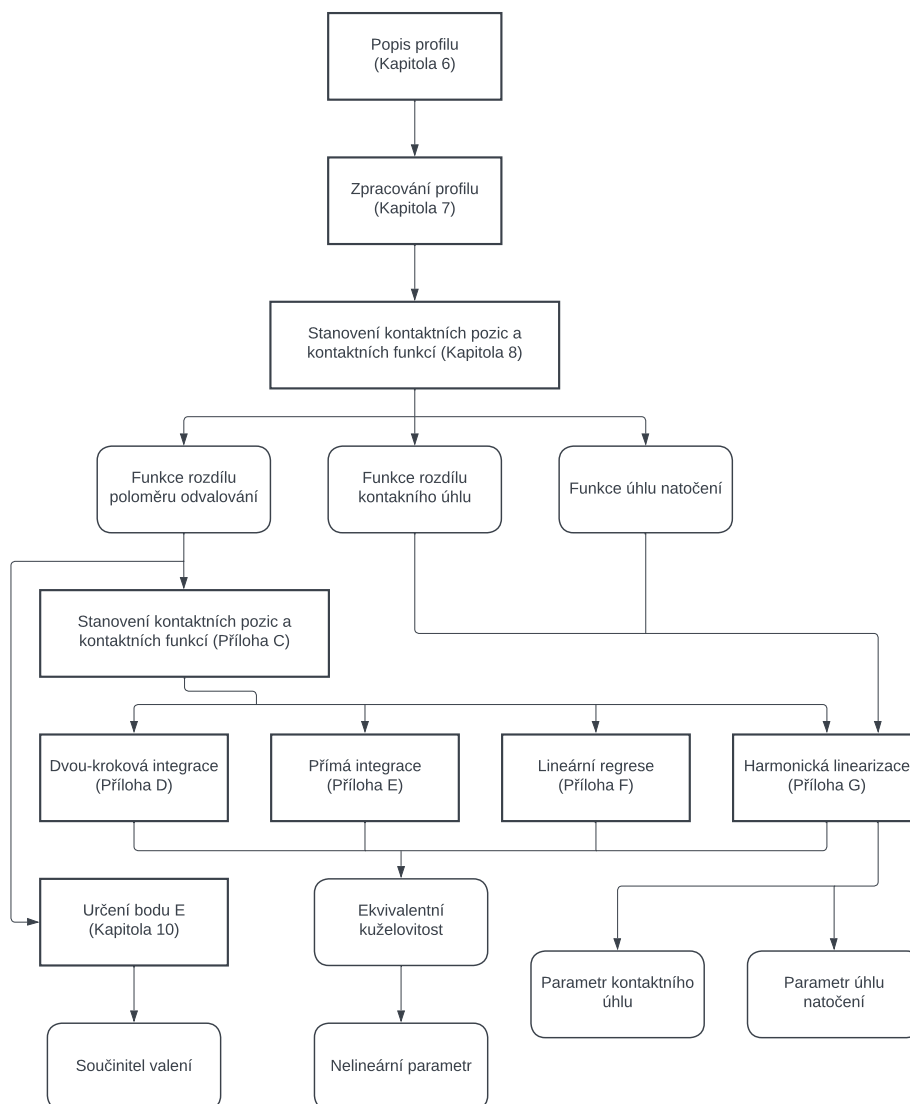 Popis profilu
(Kapitola 6)
Zpracování profilu
(Kapitola 7)
Stanovení kontaktních pozic a
kontaktních funkcí (Kapitola 8)
Funkce rozdílu
poloměru odvalování
Funkce rozdílu
kontakního úhlu
Funkce úhlu natočení
Stanovení kontaktních pozic a
kontaktních funkcí (Příloha C)
Dvou-kroková integrace
(Příloha D)
Přímá integrace
(Příloha E)
Lineární regrese
(Příloha F)
Harmonická linearizace
(Příloha G)
Určení bodu E
(Kapitola 10)
Ekvivalentní
kuželovitost
Parametr kontaktního
úhlu
Parametr úhlu
natočení
Součinitel valení
Nelineární parametr